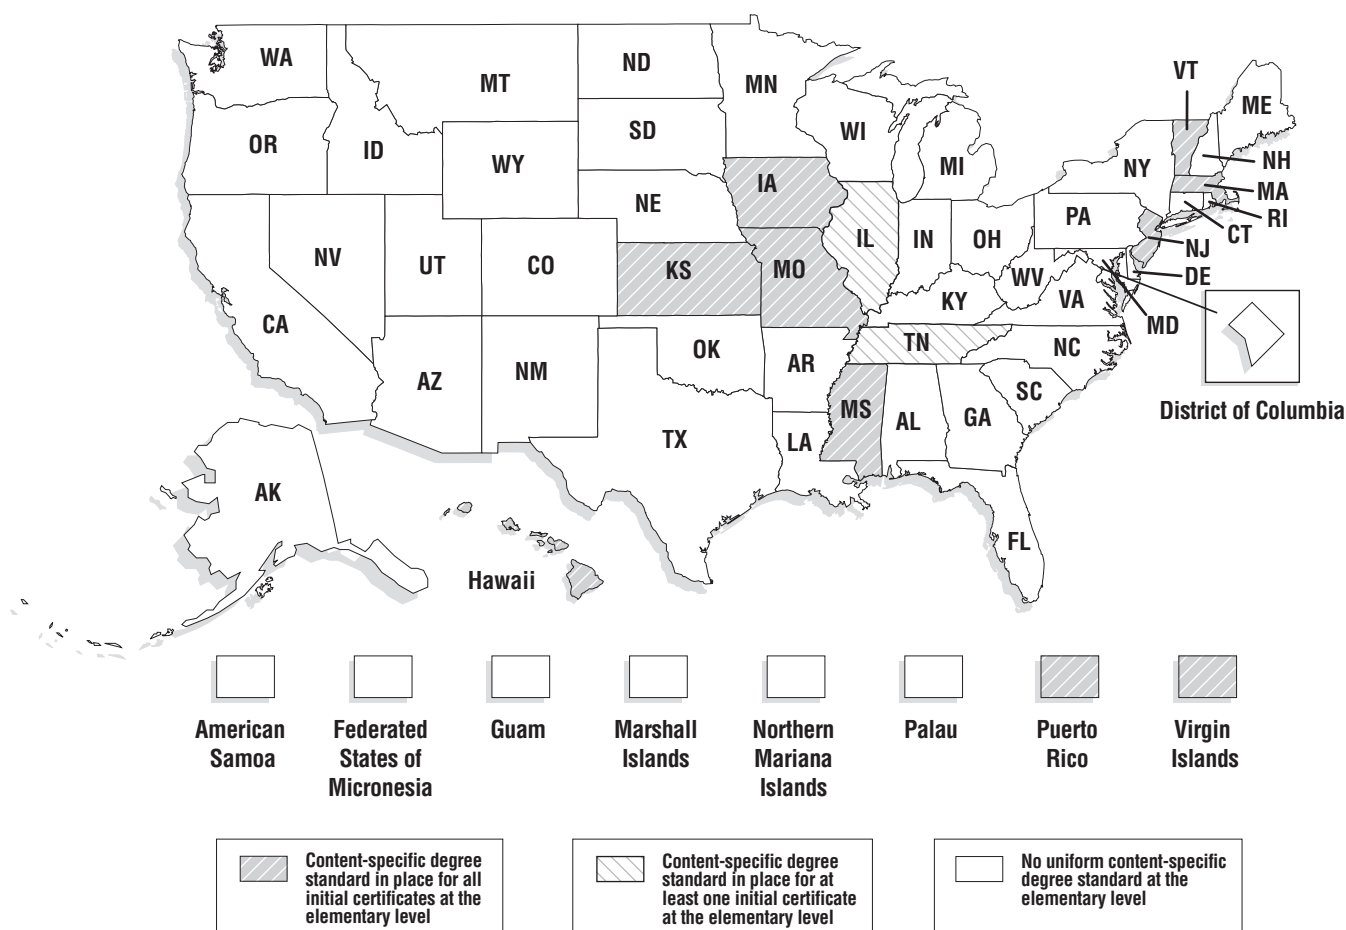 WA
MT
ND
MN
VT
ME
OR
ID
SD
WI
MI
NY
NH
WY
MA
IA
NE
PA
RI
CT
NV
UT
CO
KS
MO
IL
IN
OH
NJ
DE
WV
VA
KY
MD
CA
AZ
NM
OK
AR
TN
NC
SC
District of Columbia
TX
LA
MS
AL
GA
AK
FL
Hawaii
American
Samoa
Federated
States of
Micronesia
Guam
Marshall
Islands
Northern
Mariana
Islands
Palau
Puerto
Rico
Virgin
Islands
Content-specific degree
standard in place for all
initial certificates at the
elementary level
Content-specific degree
standard in place for at
least one initial certificate
at the elementary level
No uniform content-specific
degree standard at the
elementary level